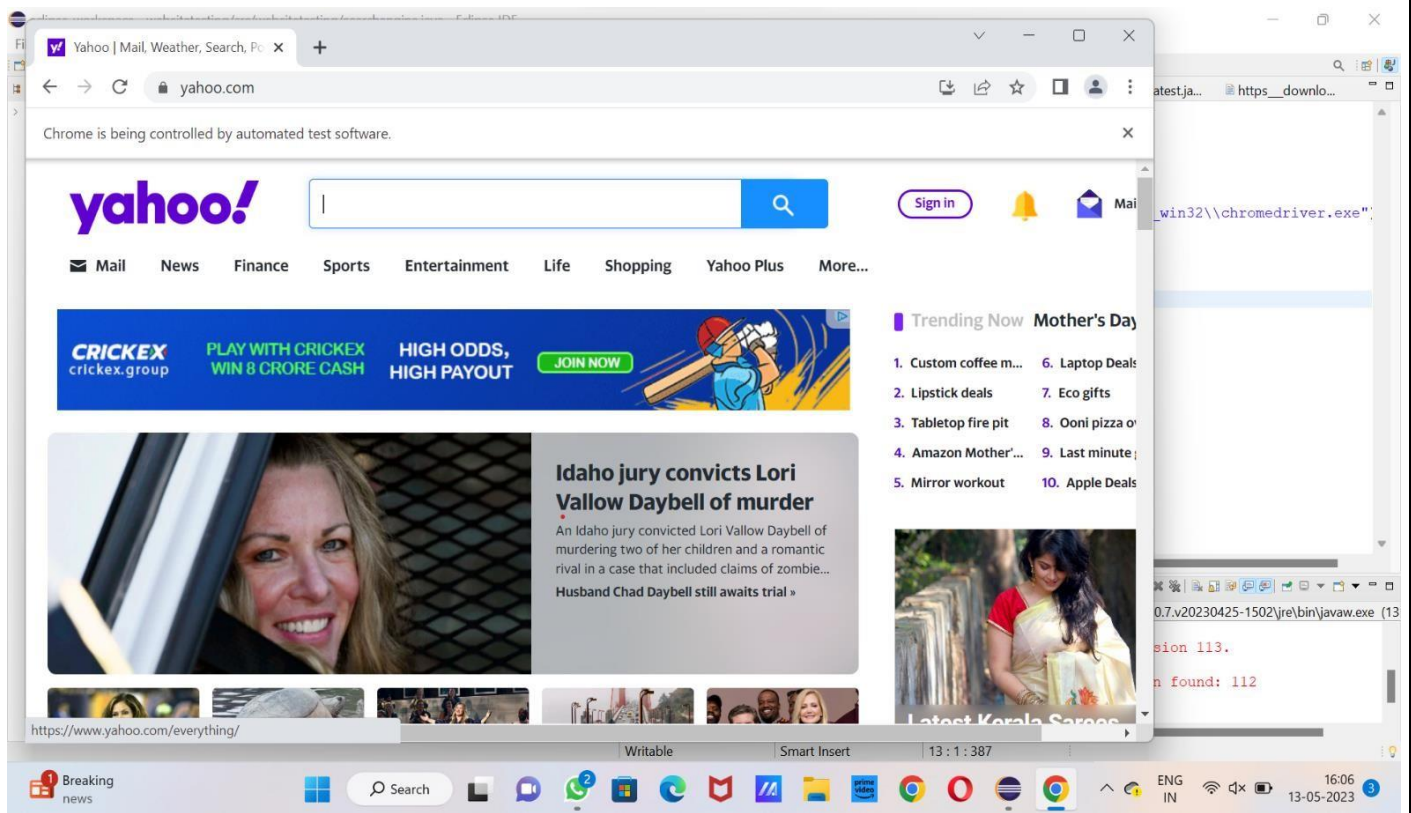 Yahoo | Mail, Weather, Search, Po
yahoo.com
Chrome is being controlled by automated test software.
yahoo!
Sign in
Mai
Mail News Finance Sports Entertainment Life Shopping Yahoo Plus More...
CRICKEX
crickex.group
PLAY WITH CRICKEX
WIN 8 CRORE CASH
HIGH ODDS,
HIGH PAYOUT
JOIN NOW
Trending Now Mother's Day
1. Custom coffee m... 6. Laptop Deals
2. Lipstick deals 7. Eco gifts
3. Tabletop fire pit 8. Ooni pizza o
4. Amazon Mother'... 9. Last minute
5. Mirror workout 10. Apple Deals
Idaho jury convicts Lori
Vallow Daybell of murder
An Idaho jury convicted Lori Vallow Daybell of
murdering two of her children and a romantic
rival in a case that included claims of zombie...
Husband Chad Daybell still awaits trial »
Latest Kerala Sarees
https://www.yahoo.com/everything/
Fi
atest.ja... https__downlo...
_win32\\chromedriver.exe"
0.7.v20230425-1502\jre\bin\javaw.exe (13
sion 113.
n found: 112
Writable Smart Insert 13 : 1 : 387
1
Breaking
news
Search
2
prime
video
ENG
IN
16:06
13-05-2023
3